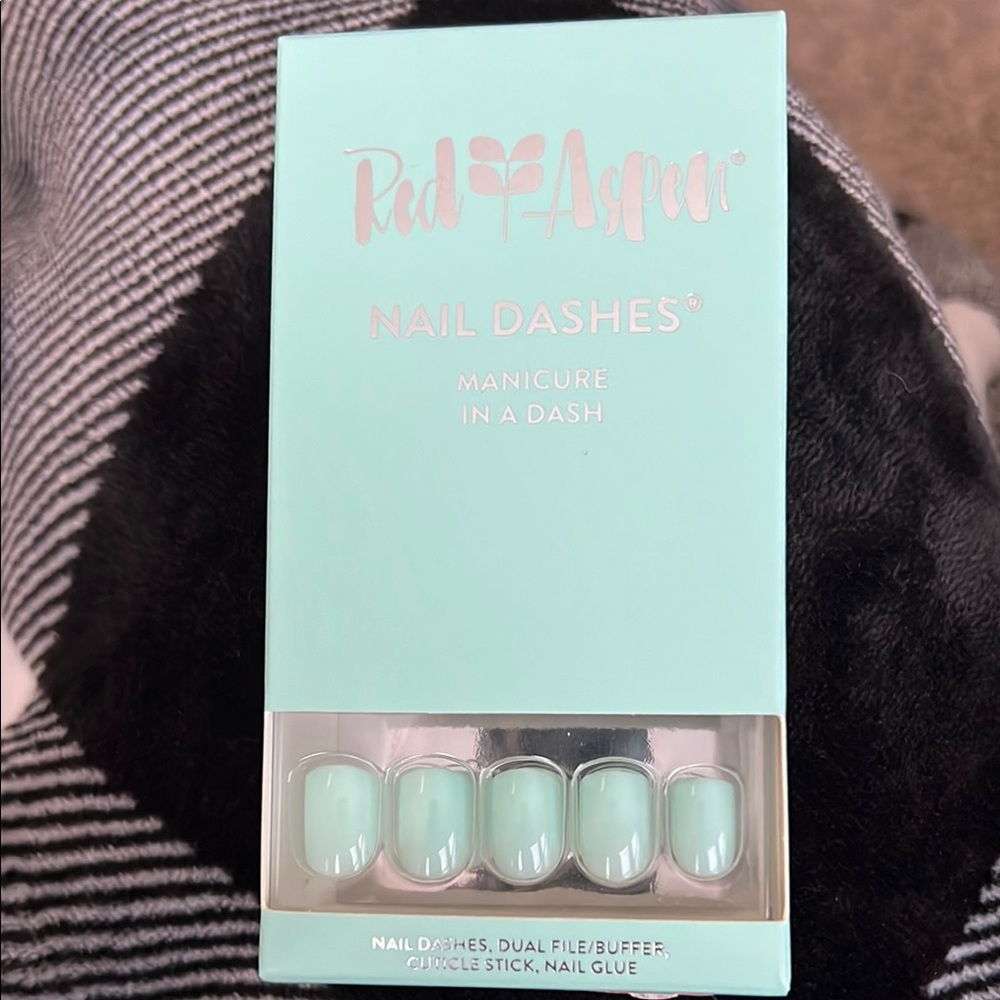 Red Aspen®
NAIL DASHES®
MANICURE
IN A DASH
NAIL DASHES, DUAL FILE/BUFFER,
CUTICLE STICK, NAIL GLUE